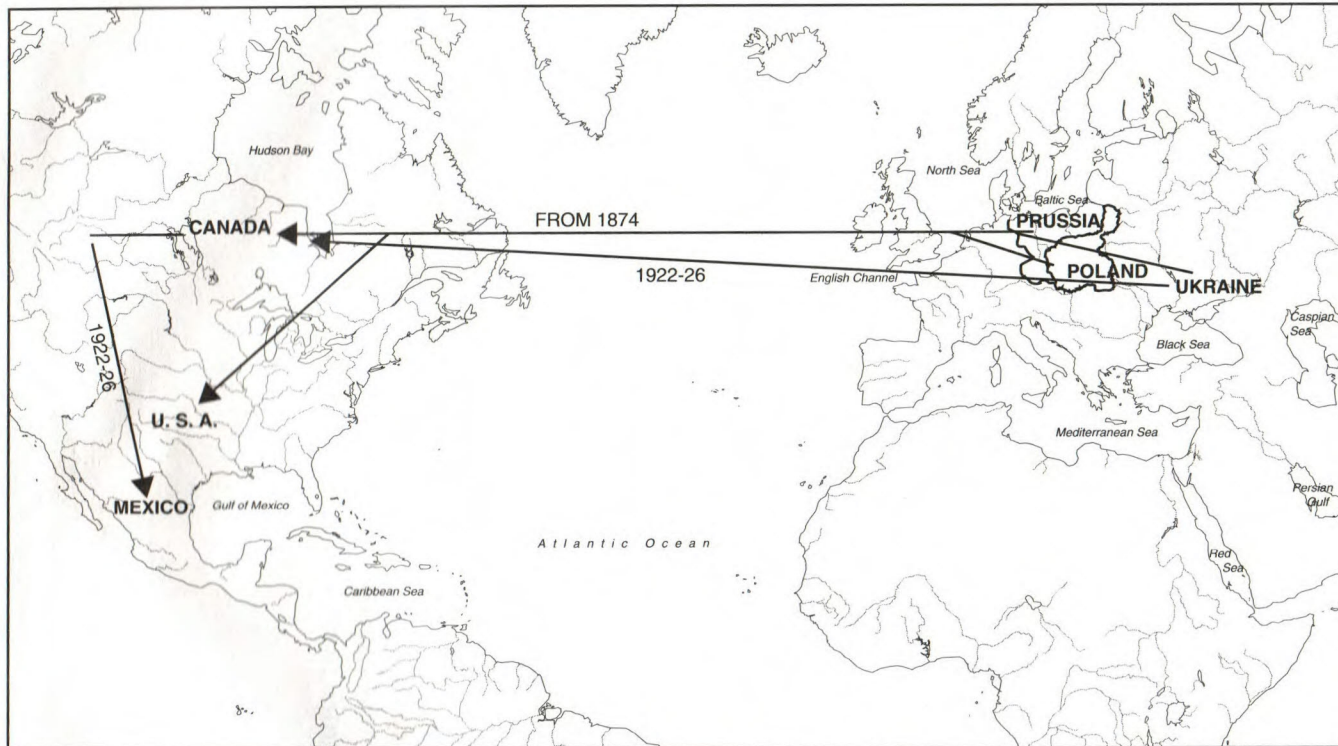 Hudson Bay
North Sea
Baltic Sea
CANADA
FROM 1874
PRUSSIA
1922-26
English Channel
POLAND
UKRAINE
Caspian
Sea
Black Sea
1922-26
U. S. A.
Mediterranean Sea
MEXICO
Gulf of Mexico
Persian
Gulf
Atlantic Ocean
Red
Sea
Caribbean Sea